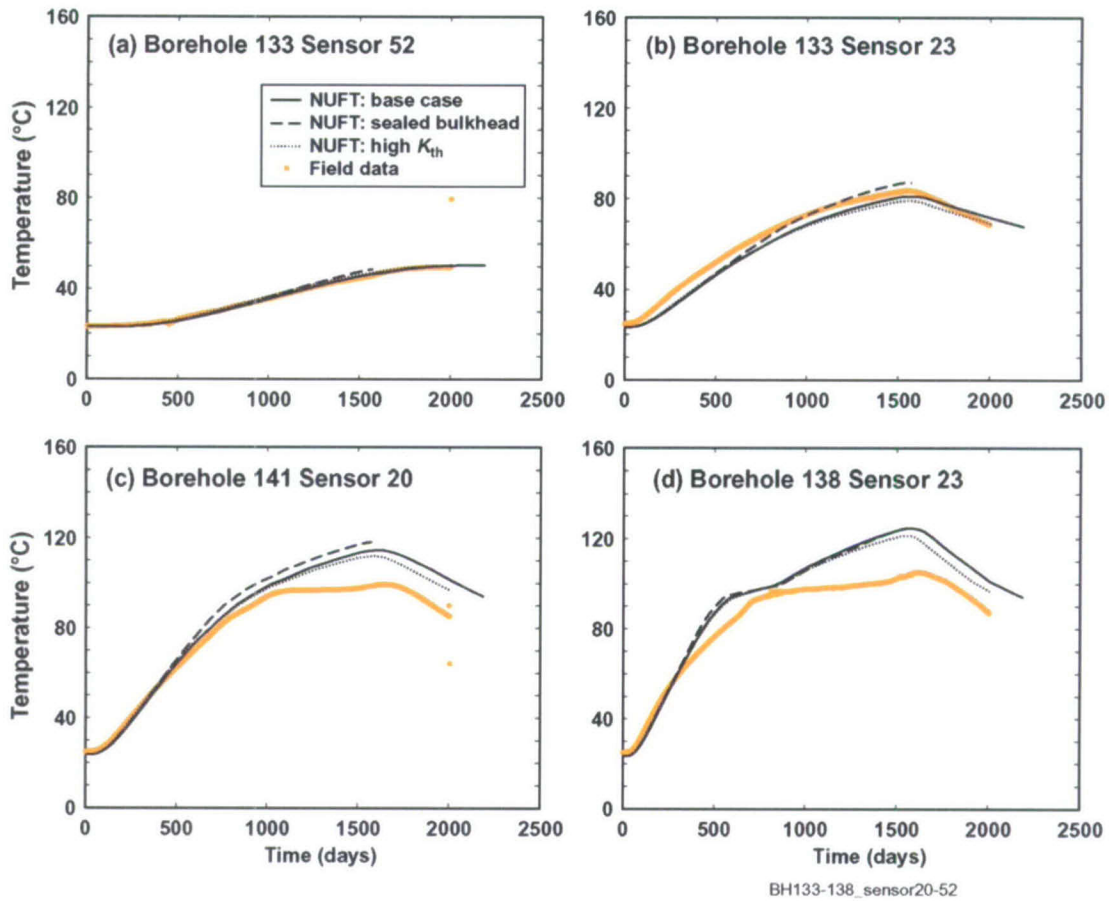 (a) Borehole 133 Sensor 52
NUFT: base case
NUFT: sealed bulkhead
NUFT: high Kth
Field data
160
120
80
40
0
Temperature (°C)
0 500 1000 1500 2000 2500
(b) Borehole 133 Sensor 23
160
120
80
40
0
0 500 1000 1500 2000 2500
(c) Borehole 141 Sensor 20
160
120
80
40
0
Temperature (°C)
0 500 1000 1500 2000 2500
Time (days)
(d) Borehole 138 Sensor 23
160
120
80
40
0
0 500 1000 1500 2000 2500
Time (days)
BH133-138_sensor20-52